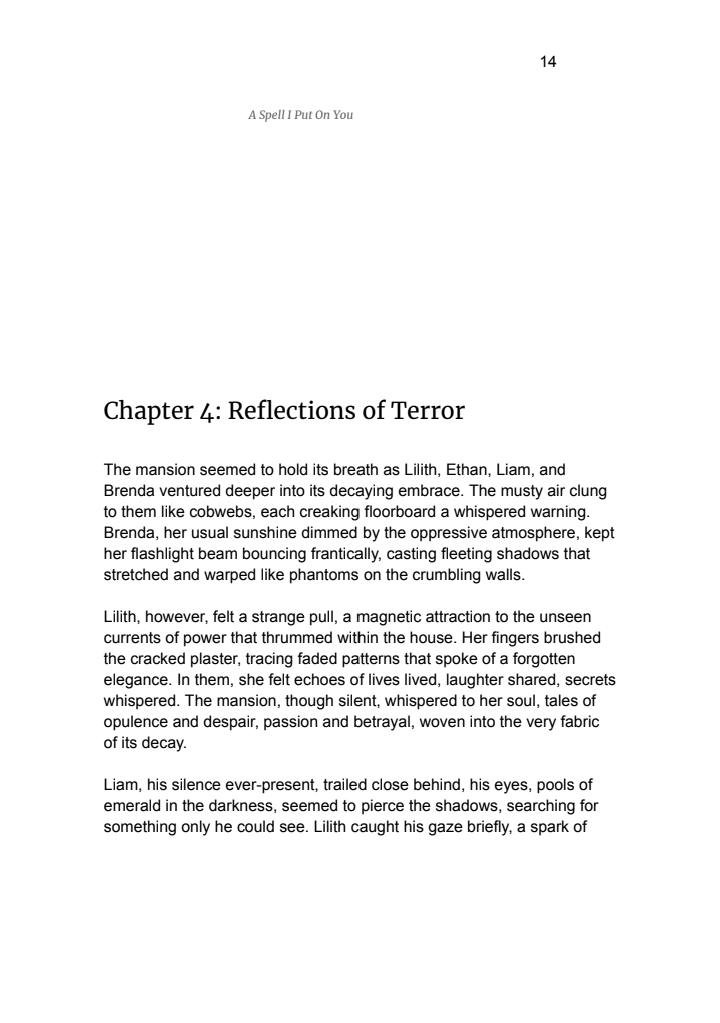 14
A Spell I Put On You
Chapter 4: Reflections of Terror
The mansion seemed to hold its breath as Lilith, Ethan, Liam, and
Brenda ventured deeper into its decaying embrace. The musty air clung
to them like cobwebs, each creaking floorboard a whispered warning.
Brenda, her usual sunshine dimmed by the oppressive atmosphere, kept
her flashlight beam bouncing frantically, casting fleeting shadows that
stretched and warped like phantoms on the crumbling walls.
Lilith, however, felt a strange pull, a magnetic attraction to the unseen
currents of power that thrummed within the house. Her fingers brushed
the cracked plaster, tracing faded patterns that spoke of a forgotten
elegance. In them, she felt echoes of lives lived, laughter shared, secrets
whispered. The mansion, though silent, whispered to her soul, tales of
opulence and despair, passion and betrayal, woven into the very fabric
of its decay.
Liam, his silence ever-present, trailed close behind, his eyes, pools of
emerald in the darkness, seemed to pierce the shadows, searching for
something only he could see. Lilith caught his gaze briefly, a spark of